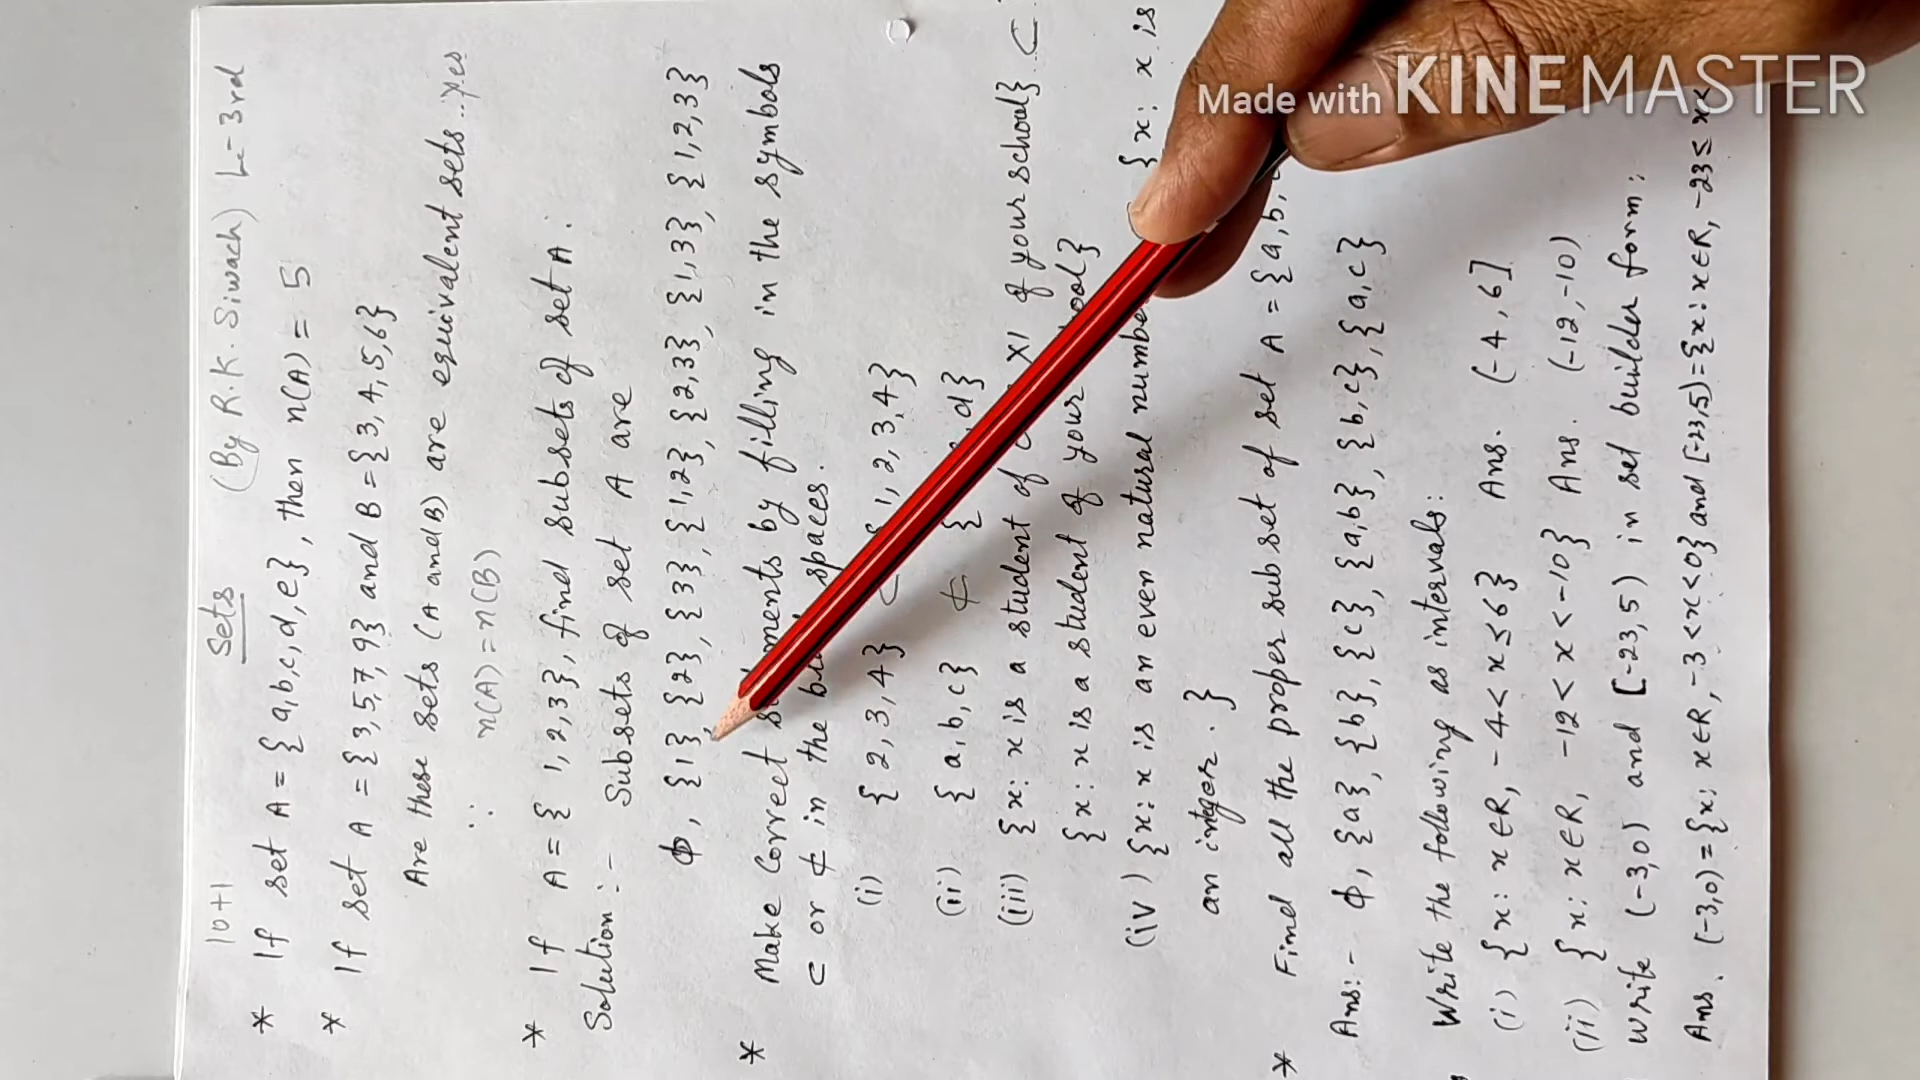 10+1 Sets (By R.K. Siwach) L-3rd
* If set A = {a,b,c,d,e}, then n(A) = 5
* If set A = {3,5,7,9} and B = {3,4,5,6}
Are these sets (A and B) are equivalent sets... Yes
∵ n(A) = n(B)
* If A = {1,2,3}, find subsets of set A.
Solution:- Subsets of set A are
ϕ, {1}, {2}, {3}, {1,2}, {2,3}, {1,3}, {1,2,3}
* Make Correct statements by filling in the symbols
⊂ or ⊄ in the spaces.
(i) {2,3,4} ⊂ {1,2,3,4}
(ii) {a,b,c} ⊄ { ,d}
(iii) {x: x is a student of XI of your school} ⊂
{x: x is a student of your }
(iv) {x: x is an even natural {x: x is
an integer.}
* Find all the proper subset of set A = {a,b,
Ans:- ϕ, {a}, {b}, {c}, {a,b}, {b,c}, {a,c}
Write the following as intervals:
(i) {x: x∈R, -4<x≤6} Ans. (-4,6]
(ii) {x: x∈R, -12<x<-10} Ans. (-12,-10)
Write (-3,0) and [-23,5) in set builder form:
Ans. (-3,0) = {x: x∈R, -3<x<0} and [-23,5) = {x: x∈R, -23≤x<
Made with KINEMASTER